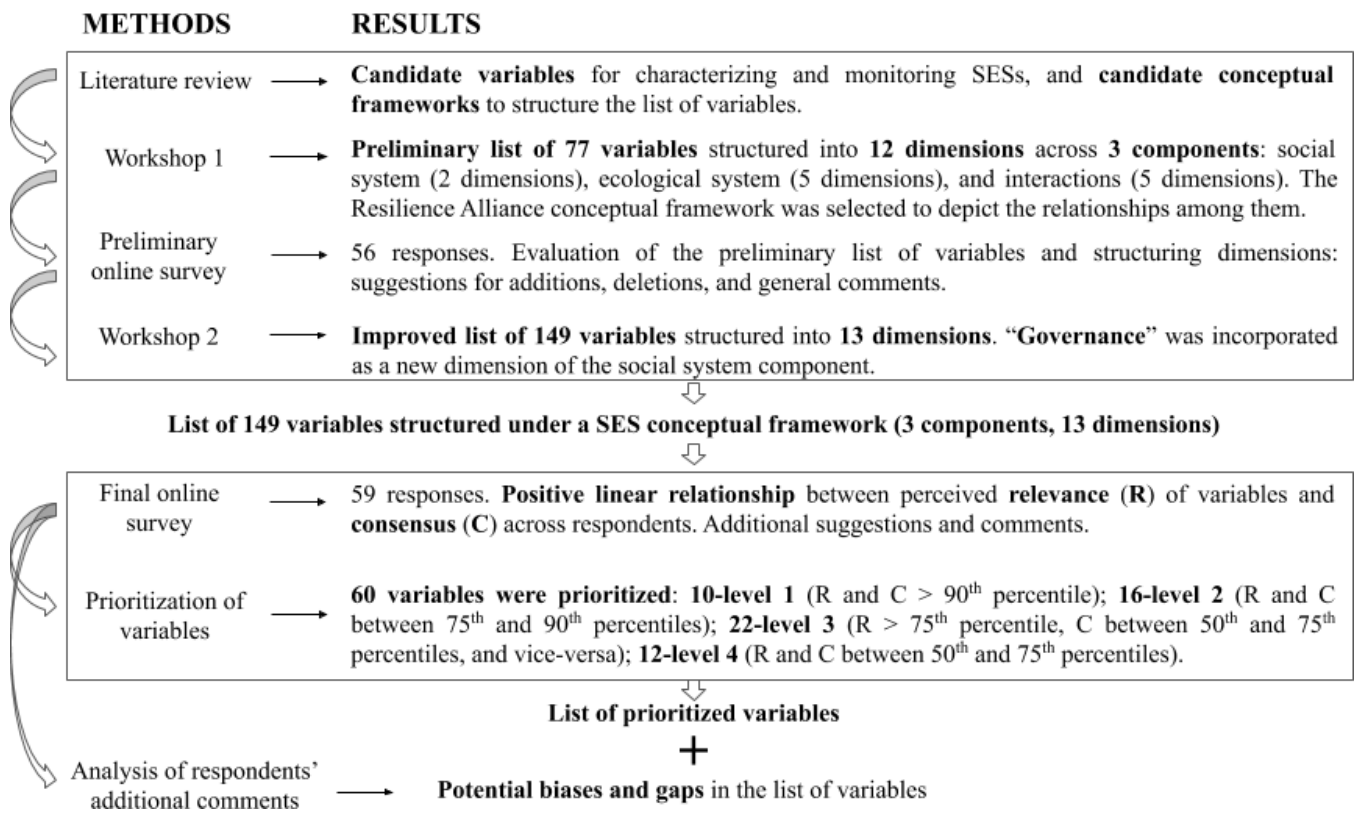 METHODS RESULTS
Literature review Candidate variables for characterizing and monitoring SESs, and candidate conceptual
frameworks to structure the list of variables.
Workshop 1 Preliminary list of 77 variables structured into 12 dimensions across 3 components: social
system (2 dimensions), ecological system (5 dimensions), and interactions (5 dimensions). The
Resilience Alliance conceptual framework was selected to depict the relationships among them.
Preliminary
online survey
56 responses. Evaluation of the preliminary list of variables and structuring dimensions:
suggestions for additions, deletions, and general comments.
Workshop 2 Improved list of 149 variables structured into 13 dimensions. “Governance” was incorporated
as a new dimension of the social system component.
List of 149 variables structured under a SES conceptual framework (3 components, 13 dimensions)
Final online
survey
59 responses. Positive linear relationship between perceived relevance (R) of variables and
consensus (C) across respondents. Additional suggestions and comments.
Prioritization of
variables
60 variables were prioritized: 10-level 1 (R and C > 90th percentile); 16-level 2 (R and C
between 75th and 90th percentiles); 22-level 3 (R > 75th percentile, C between 50th and 75th
percentiles, and vice-versa); 12-level 4 (R and C between 50th and 75th percentiles).
List of prioritized variables
+
Analysis of respondents’
additional comments
Potential biases and gaps in the list of variables